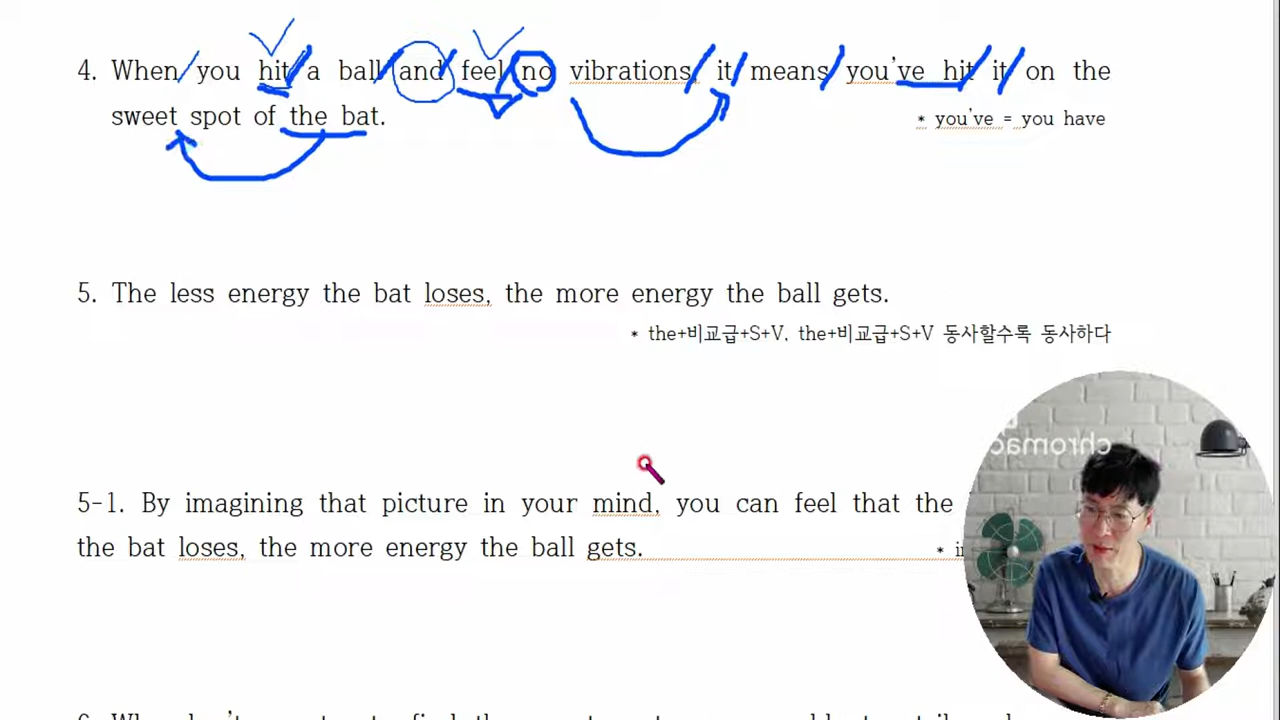 4. When you hit a ball and feel no vibrations, it means you've hit it on the
sweet spot of the bat.
* you've = you have
5. The less energy the bat loses, the more energy the ball gets.
* the+비교급+S+V, the+비교급+S+V 동사할수록 동사하다
5-1. By imagining that picture in your mind, you can feel that the
the bat loses, the more energy the ball gets.
*
chromac